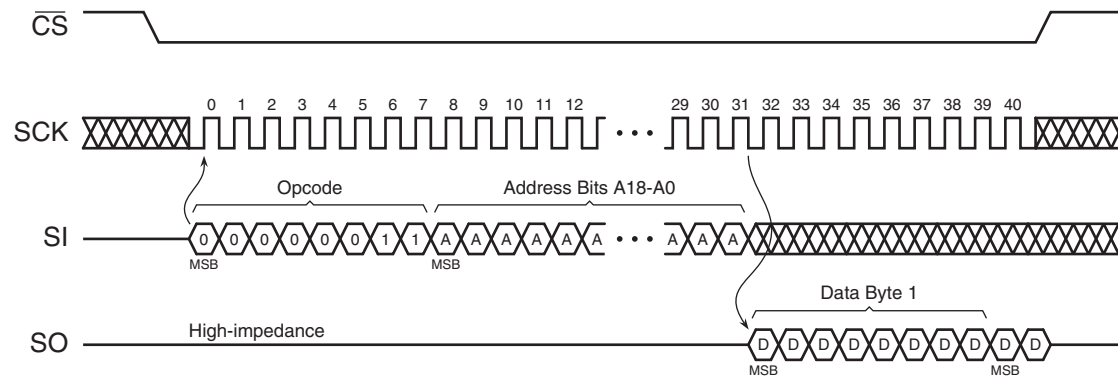 CS
0 1 2 3 4 5 6 7 8 9 10 11 12 29 30 31 32 33 34 35 36 37 38 39 40
SCK
Opcode Address Bits A18-A0
SI 0 0 0 0 0 0 1 1 A A A A A A A A A
MSB MSB
Data Byte 1
High-impedance
SO D D D D D D D D D D
MSB MSB